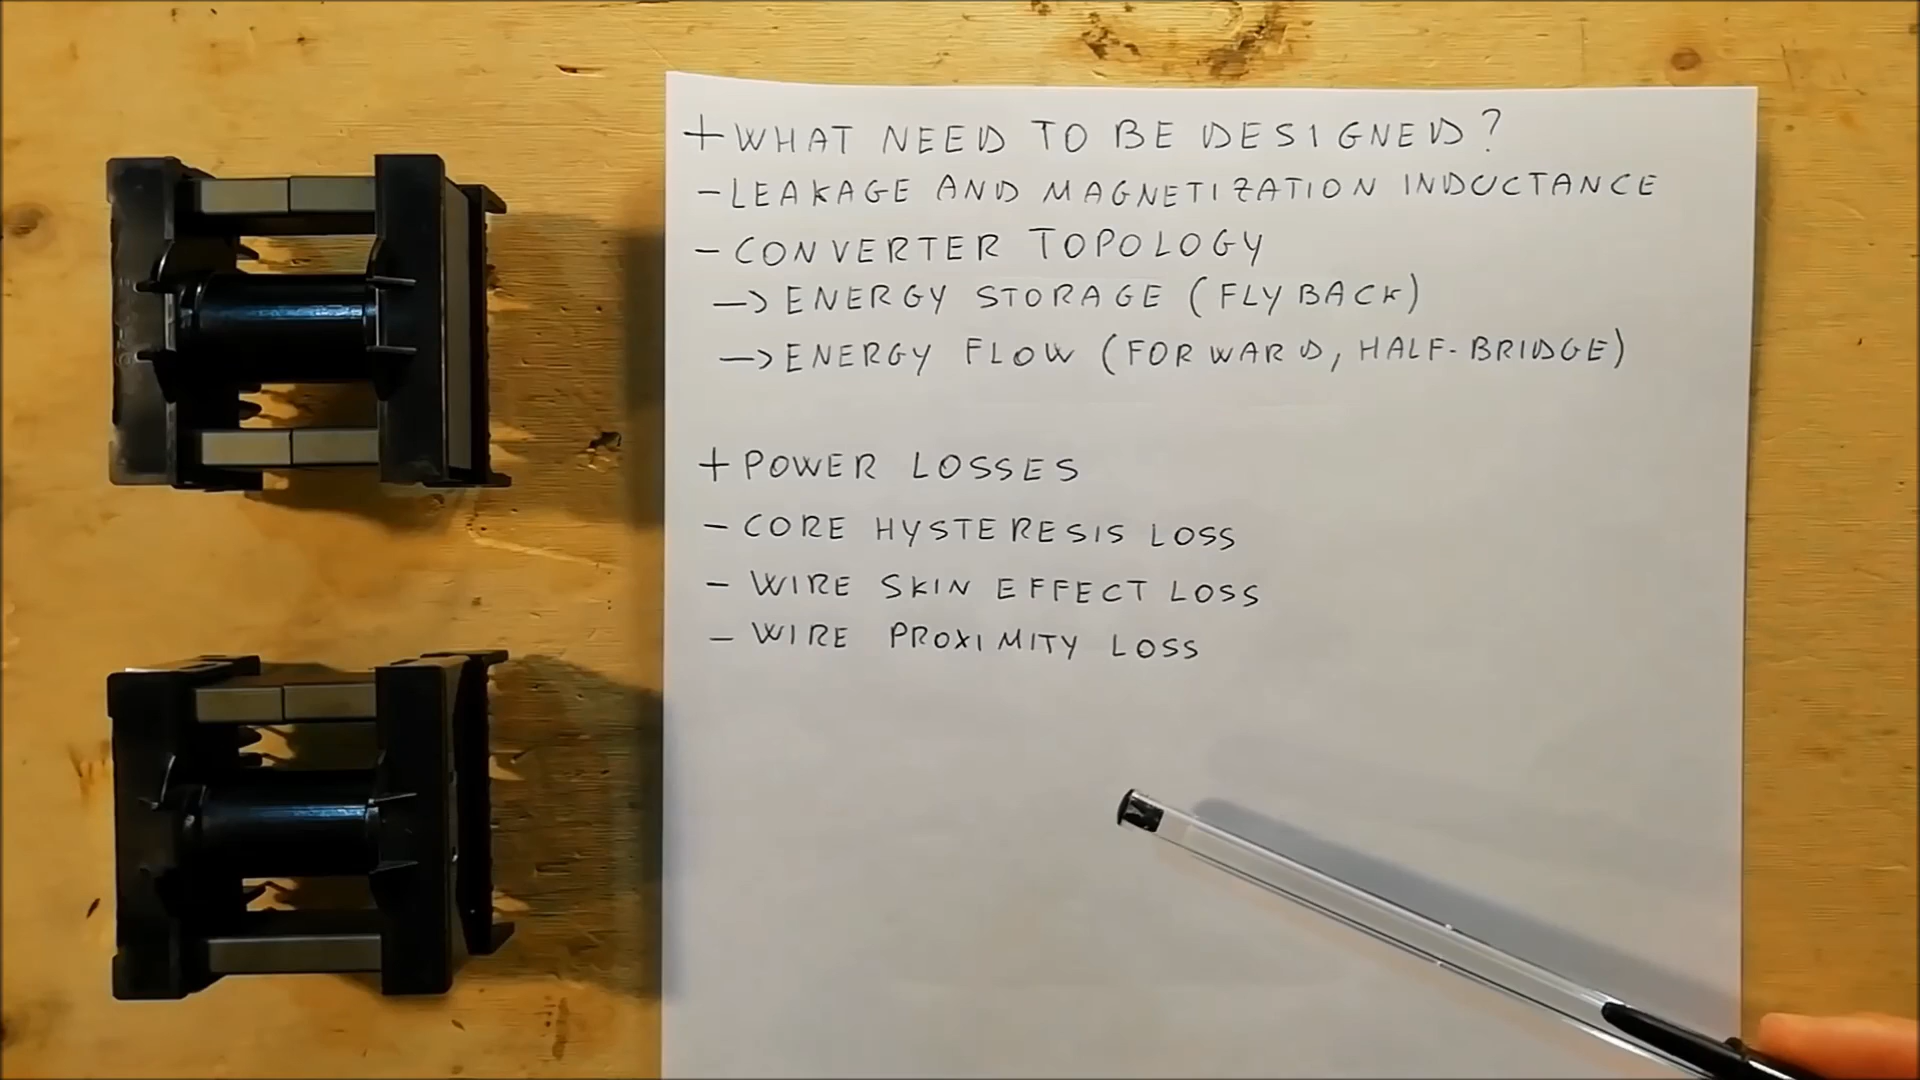 + WHAT NEED TO BE DESIGNED?
- LEAKAGE AND MAGNETIZATION INDUCTANCE
- CONVERTER TOPOLOGY
-> ENERGY STORAGE (FLYBACK)
-> ENERGY FLOW (FORWARD, HALF-BRIDGE)
+ POWER LOSSES
- CORE HYSTERESIS LOSS
- WIRE SKIN EFFECT LOSS
- WIRE PROXIMITY LOSS